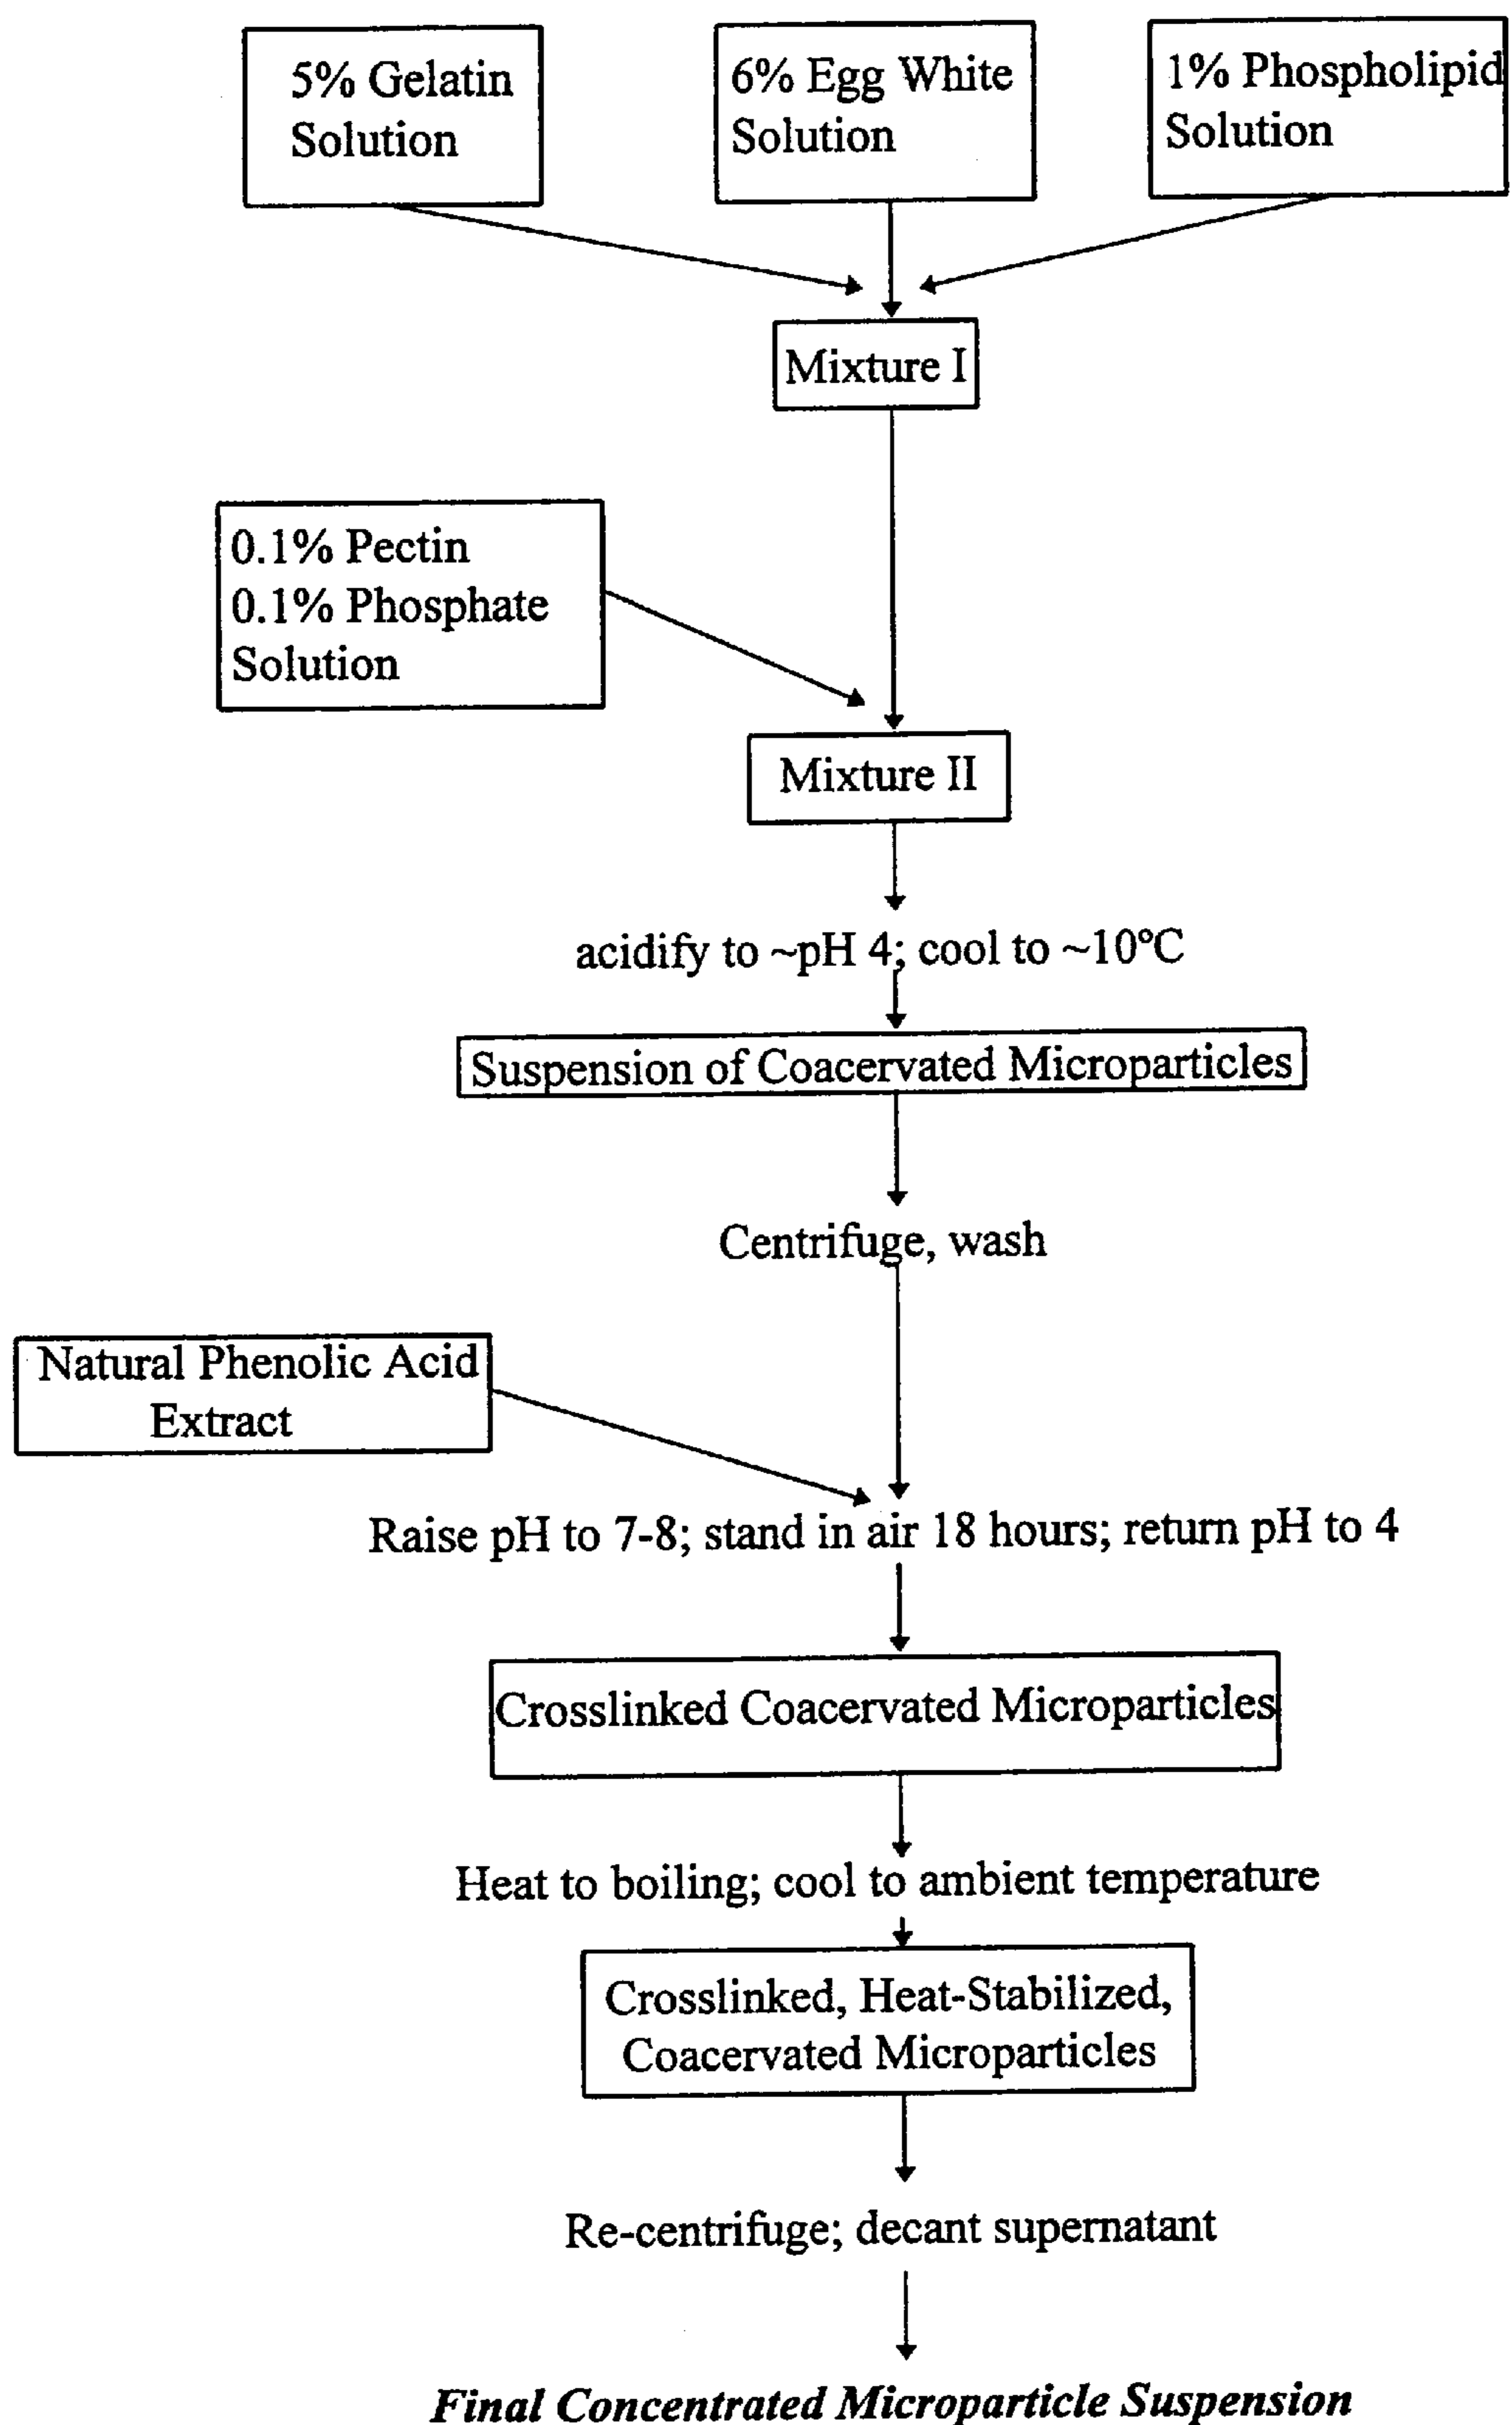 5% Gelatin
Solution
6% Egg White
Solution
1% Phospholipid
Solution
Mixture I
0.1% Pectin
0.1% Phosphate
Solution
Mixture II
acidify to ~pH 4; cool to ~10°C
Suspension of Coacervated Microparticles
Centrifuge, wash
Natural Phenolic Acid
Extract
Raise pH to 7-8; stand in air 18 hours; return pH to 4
Crosslinked Coacervated Microparticles
Heat to boiling; cool to ambient temperature
Crosslinked, Heat-Stabilized,
Coacervated Microparticles
Re-centrifuge; decant supernatant
Final Concentrated Microparticle Suspension